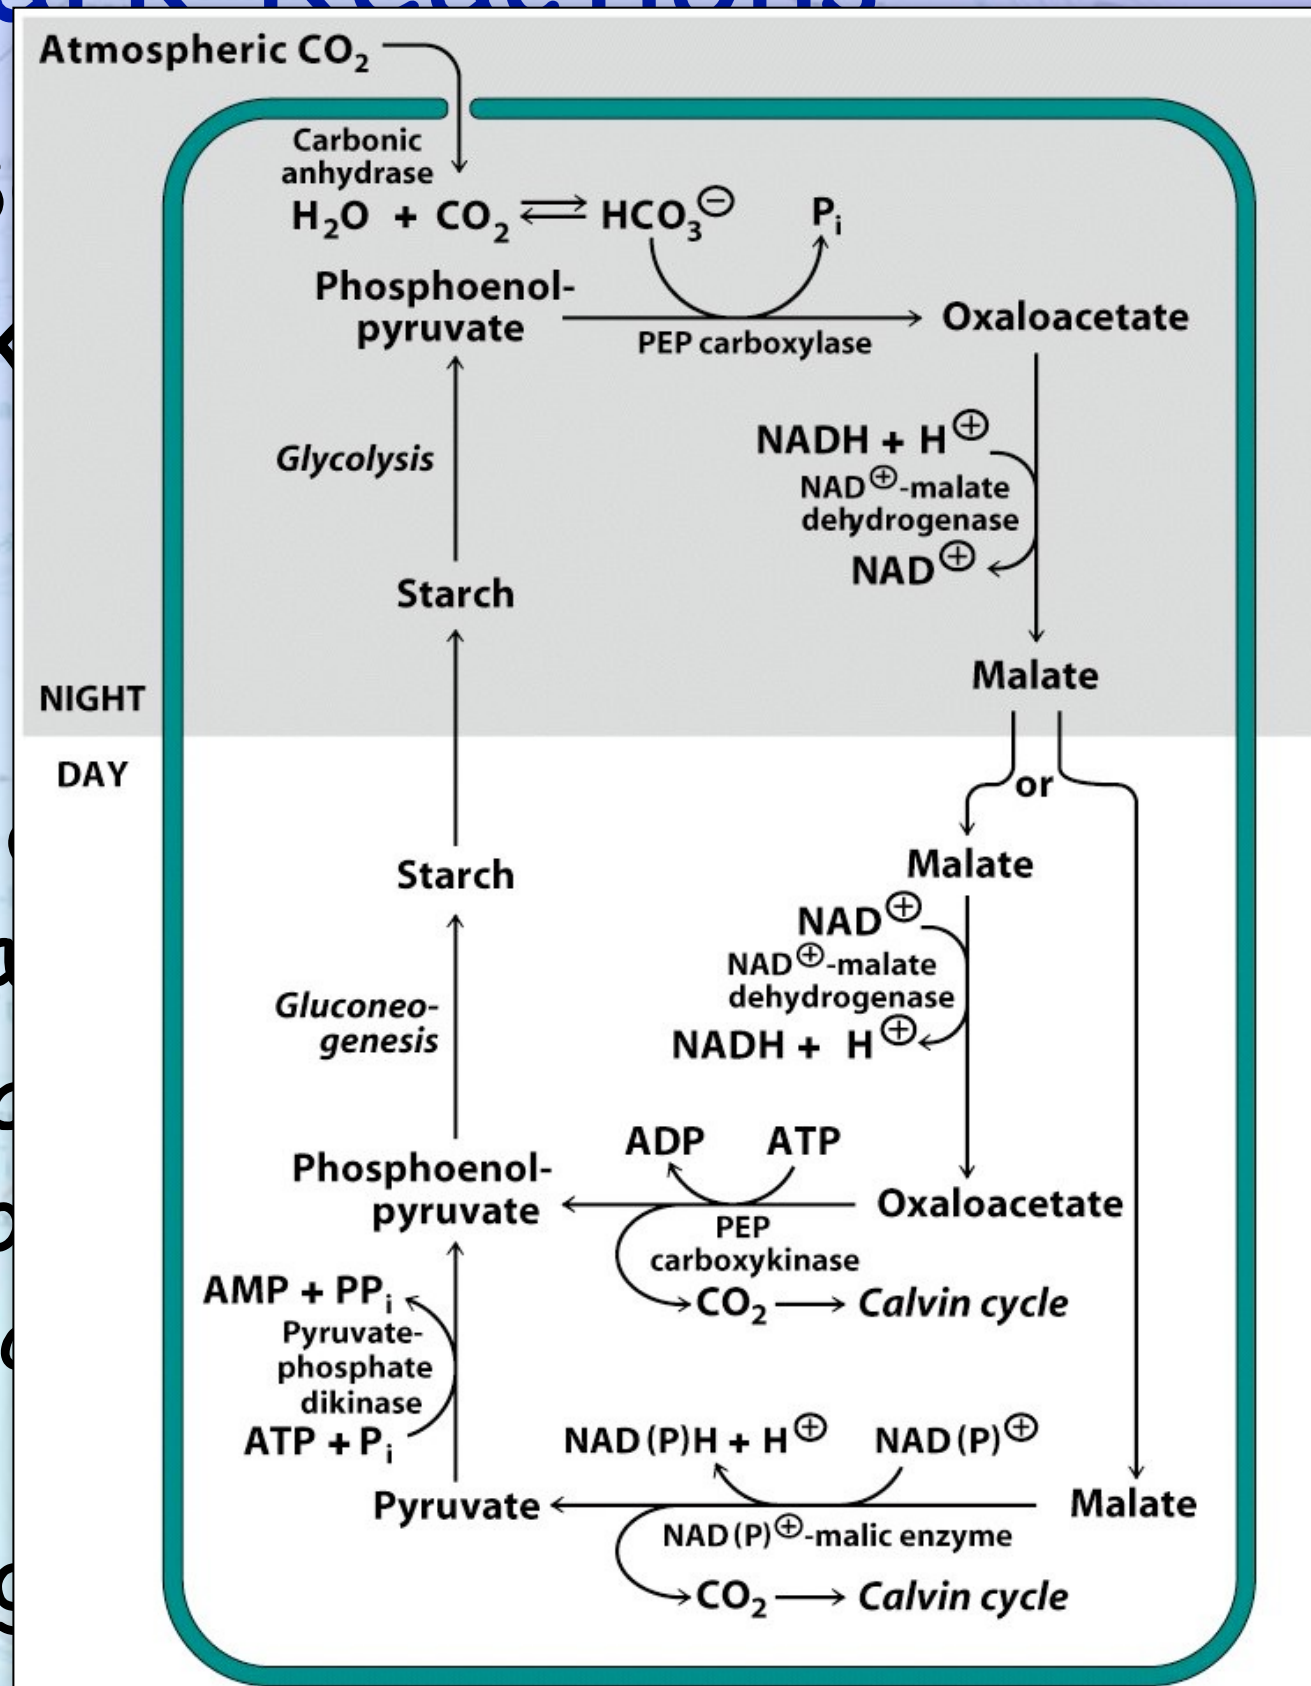 Dark Reactions
Atmospheric CO₂
Carbonic
anhydrase
H₂O + CO₂ ⇌ HCO₃⊖
Pᵢ
Phosphoenol-
pyruvate
PEP carboxylase
Oxaloacetate
Glycolysis
NADH + H⊕
NAD⊕-malate
dehydrogenase
NAD⊕
Starch
Malate
NIGHT
DAY
or
Starch
Malate
NAD⊕
NAD⊕-malate
dehydrogenase
NADH + H⊕
Gluconeo-
genesis
ADP ATP
Phosphoenol-
pyruvate
Oxaloacetate
PEP
carboxykinase
CO₂ → Calvin cycle
AMP + PPᵢ
Pyruvate-
phosphate
dikinase
ATP + Pᵢ
NAD(P)H + H⊕ NAD(P)⊕
Pyruvate
Malate
NAD(P)⊕-malic enzyme
CO₂ → Calvin cycle